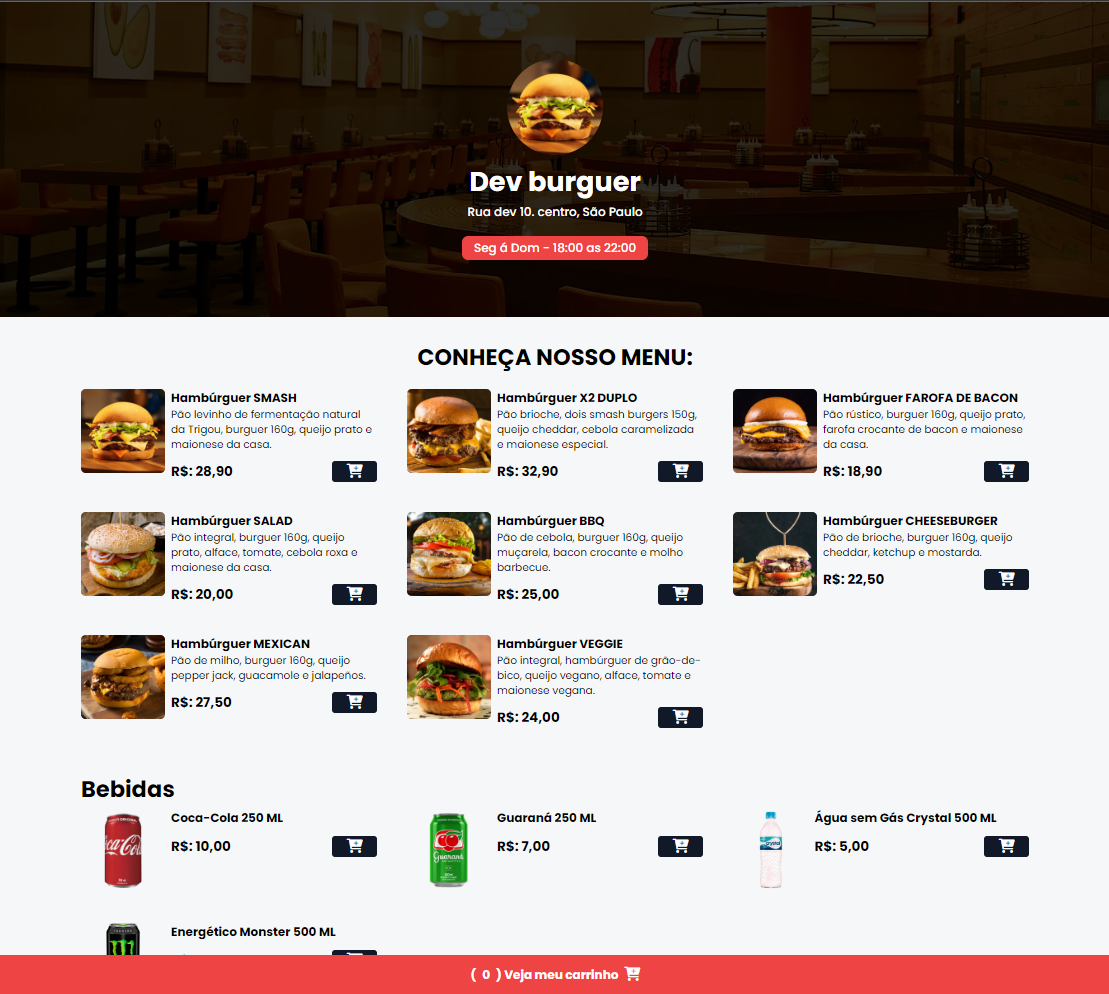 Dev burguer
Rua dev 10. centro, São Paulo
Seg á Dom - 18:00 as 22:00
CONHEÇA NOSSO MENU:
Hambúrguer SMASH
Pão levinho de fermentação natural
da Trigou, burguer 160g, queijo prato e
maionese da casa.
R$: 28,90
Hambúrguer X2 DUPLO
Pão brioche, dois smash burgers 150g,
queijo cheddar, cebola caramelizada
e maionese especial.
R$: 32,90
Hambúrguer FAROFA DE BACON
Pão rústico, burguer 160g, queijo prato,
farofa crocante de bacon e maionese
da casa.
R$: 18,90
Hambúrguer SALAD
Pão integral, burguer 160g, queijo
prato, alface, tomate, cebola roxa e
maionese da casa.
R$: 20,00
Hambúrguer BBQ
Pão de cebola, burguer 160g, queijo
muçarela, bacon crocante e molho
barbecue.
R$: 25,00
Hambúrguer CHEESEBURGER
Pão de brioche, burguer 160g, queijo
cheddar, ketchup e mostarda.
R$: 22,50
Hambúrguer MEXICAN
Pão de milho, burguer 160g, queijo
pepper jack, guacamole e jalapeños.
R$: 27,50
Hambúrguer VEGGIE
Pão integral, hambúrguer de grão-de-
bico, queijo vegano, alface, tomate e
maionese vegana.
R$: 24,00
Bebidas
Coca-Cola 250 ML
R$: 10,00
Guaraná 250 ML
R$: 7,00
Guaraná
Água sem Gás Crystal 500 ML
R$: 5,00
crystal
Energético Monster 500 ML
( 0 ) Veja meu carrinho